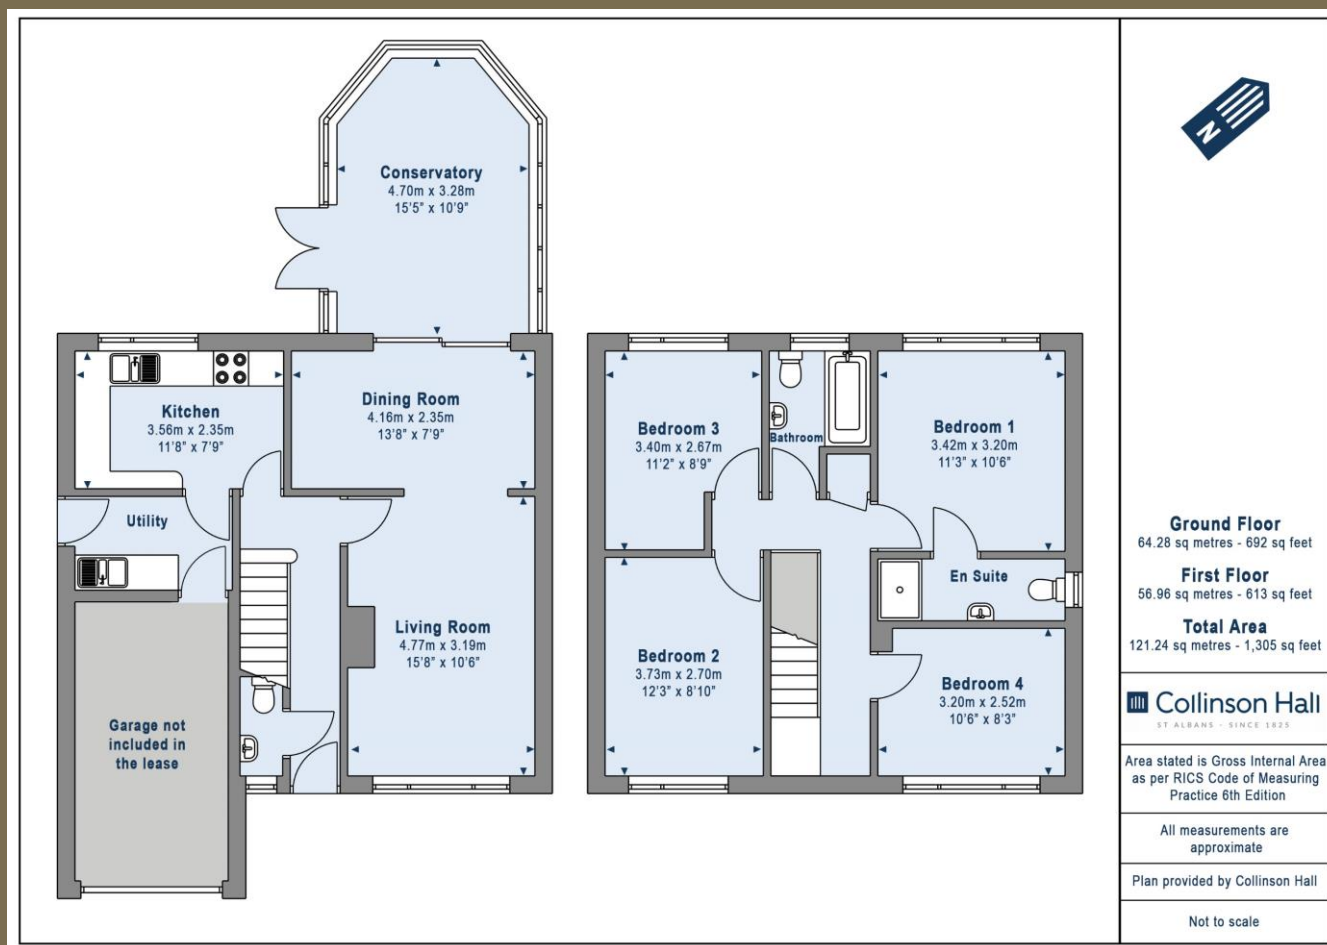 Conservatory
4.70m x 3.28m
15'5" x 10'9"
Kitchen
3.56m x 2.35m
11'8" x 7'9"
Dining Room
4.16m x 2.35m
13'8" x 7'9"
Utility
Living Room
4.77m x 3.19m
15'8" x 10'6"
Garage not
included in
the lease
Bedroom 3
3.40m x 2.67m
11'2" x 8'9"
Bathroom
Bedroom 1
3.42m x 3.20m
11'3" x 10'6"
En Suite
Bedroom 2
3.73m x 2.70m
12'3" x 8'10"
Bedroom 4
3.20m x 2.52m
10'6" x 8'3"
N
Ground Floor
64.28 sq metres - 692 sq feet
First Floor
56.96 sq metres - 613 sq feet
Total Area
121.24 sq metres - 1,305 sq feet
Collinson Hall
ST ALBANS - SINCE 1825
Area stated is Gross Internal Area
as per RICS Code of Measuring
Practice 6th Edition
All measurements are
approximate
Plan provided by Collinson Hall
Not to scale